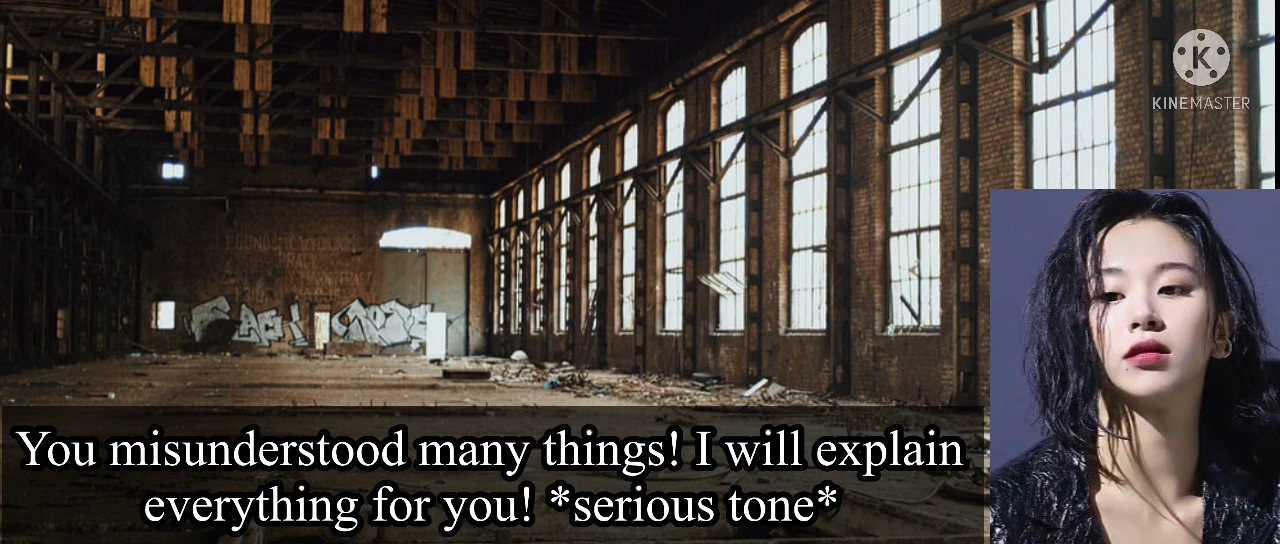 KINEMASTER
You misunderstood many things! I will explain
everything for you! *serious tone*